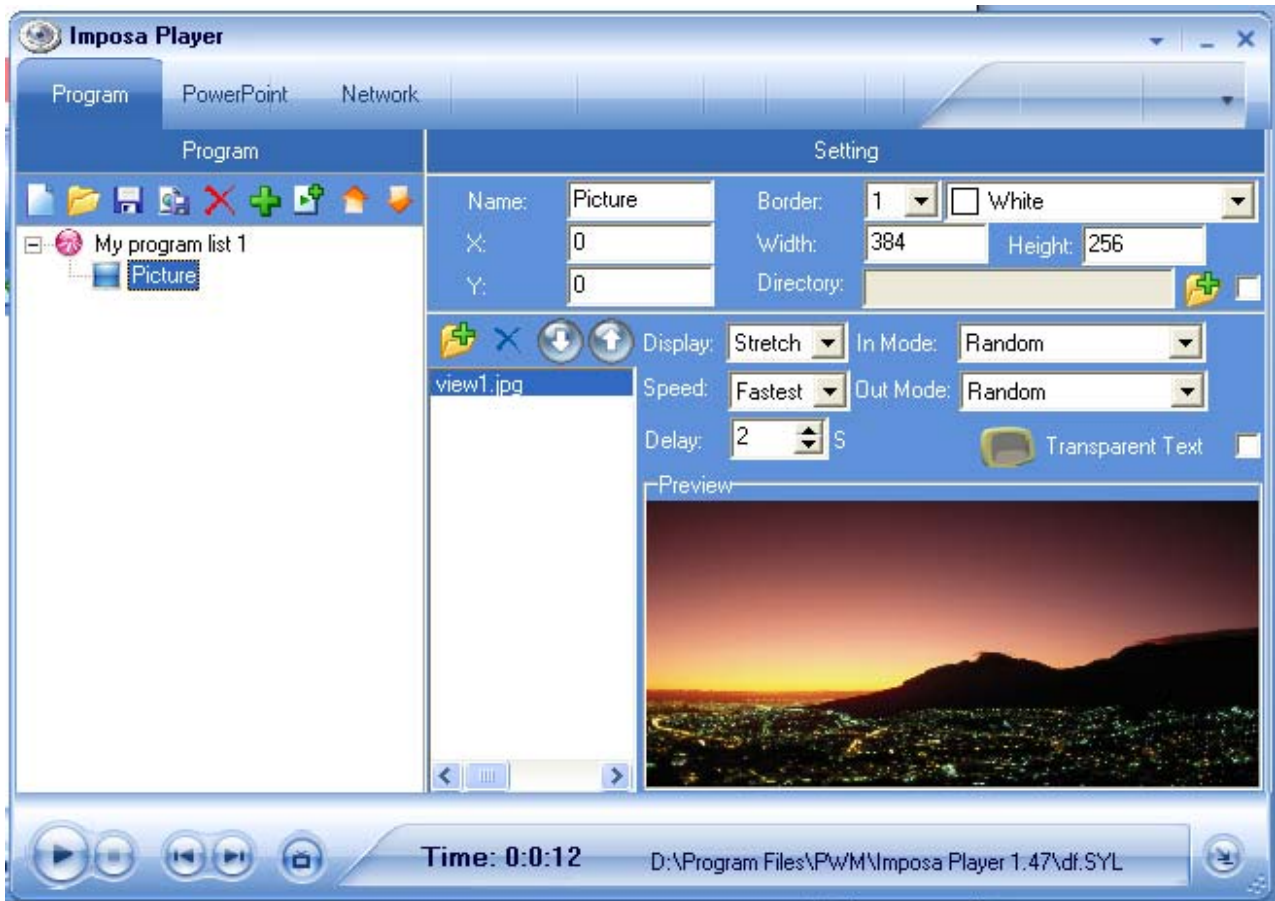 Imposa Player
Program PowerPoint Network
Program
Setting
My program list 1
Picture
Name: Picture Border: 1 White
X: 0 Width: 384 Height: 256
Y: 0 Directory:
Display: Stretch In Mode: Random
view1.jpg
Speed: Fastest Out Mode: Random
Delay: 2 S Transparent Text
Preview
Time: 0:0:12 D:\Program Files\PWM\Imposa Player 1.47\df.SYL